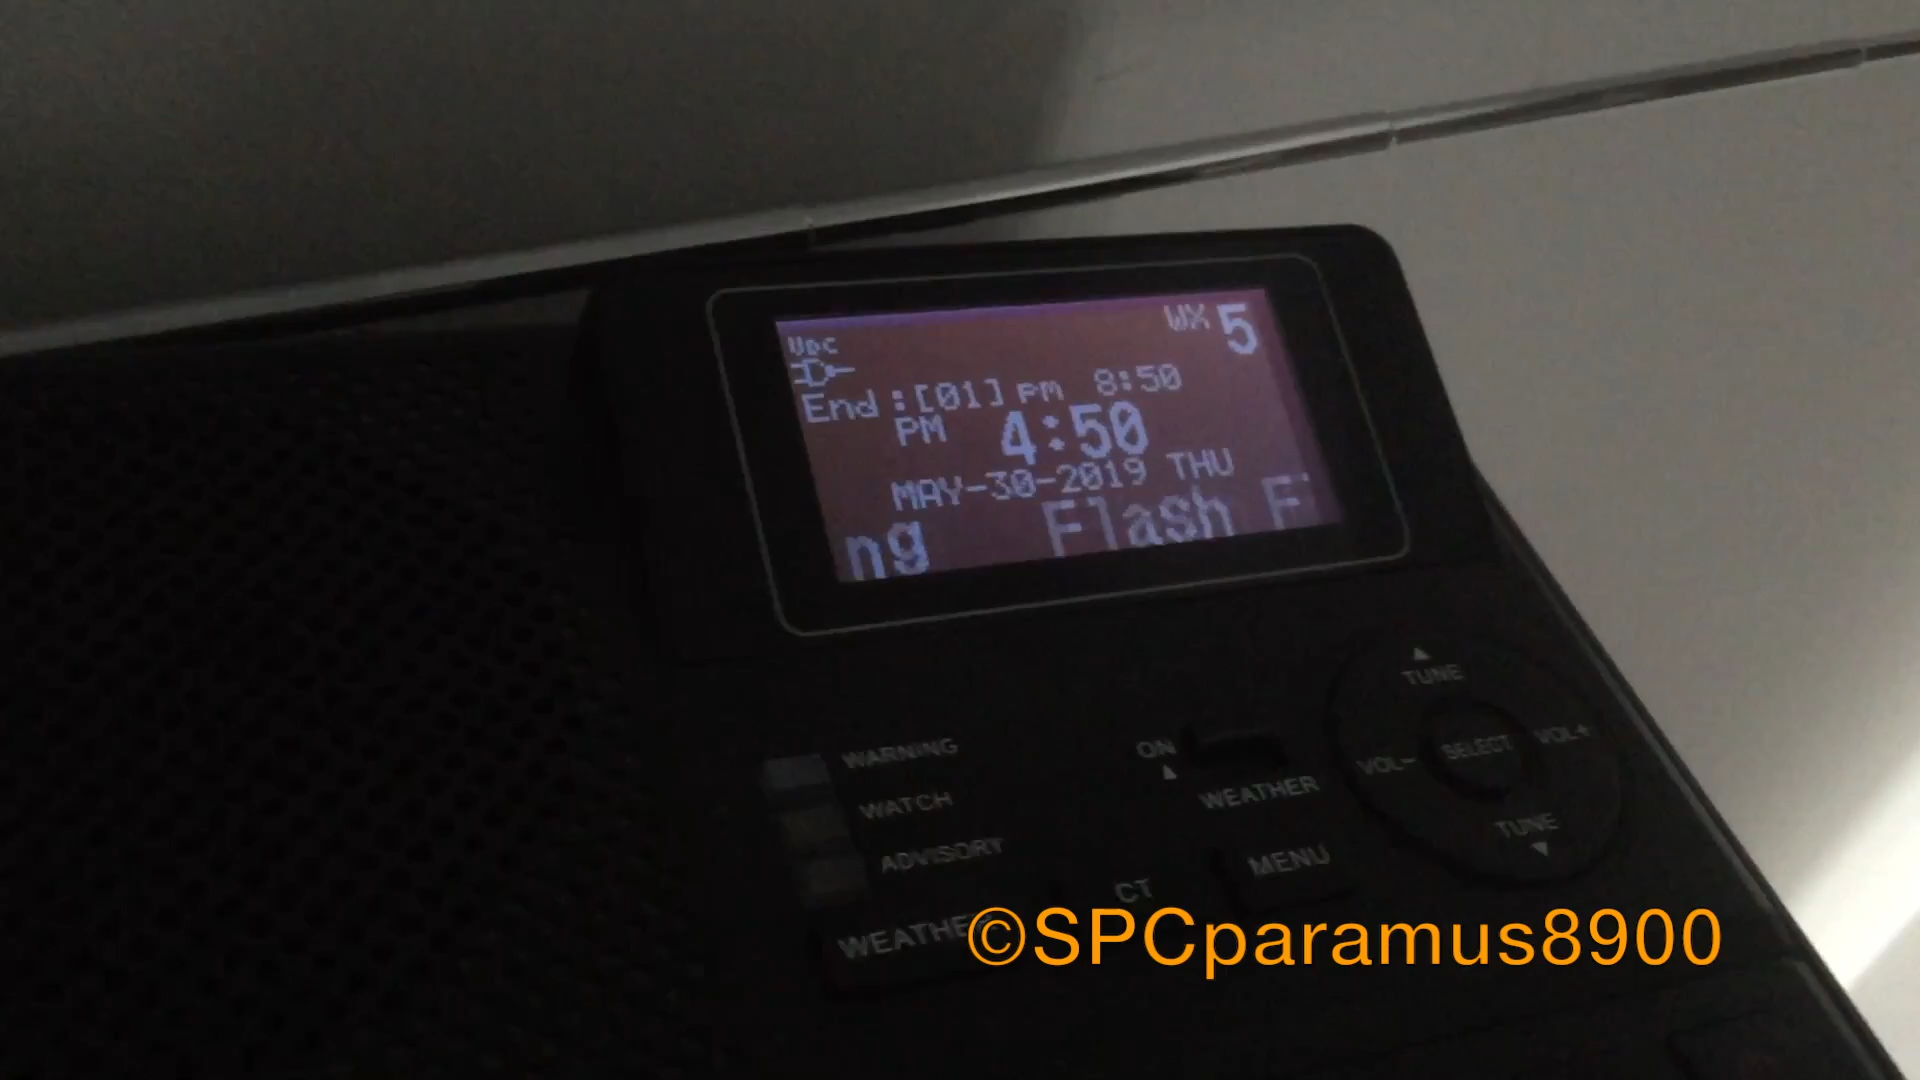 WX 5
VDC
End:[01] PM 8:50
PM 4:50
MAY-30-2019 THU
ng Flash
TUNE
VOL- SELECT VOL+
TUNE
WARNING
WATCH
ADVISORY
WEATHER
ON
WEATHER
CT
MENU
©SPCparamus8900